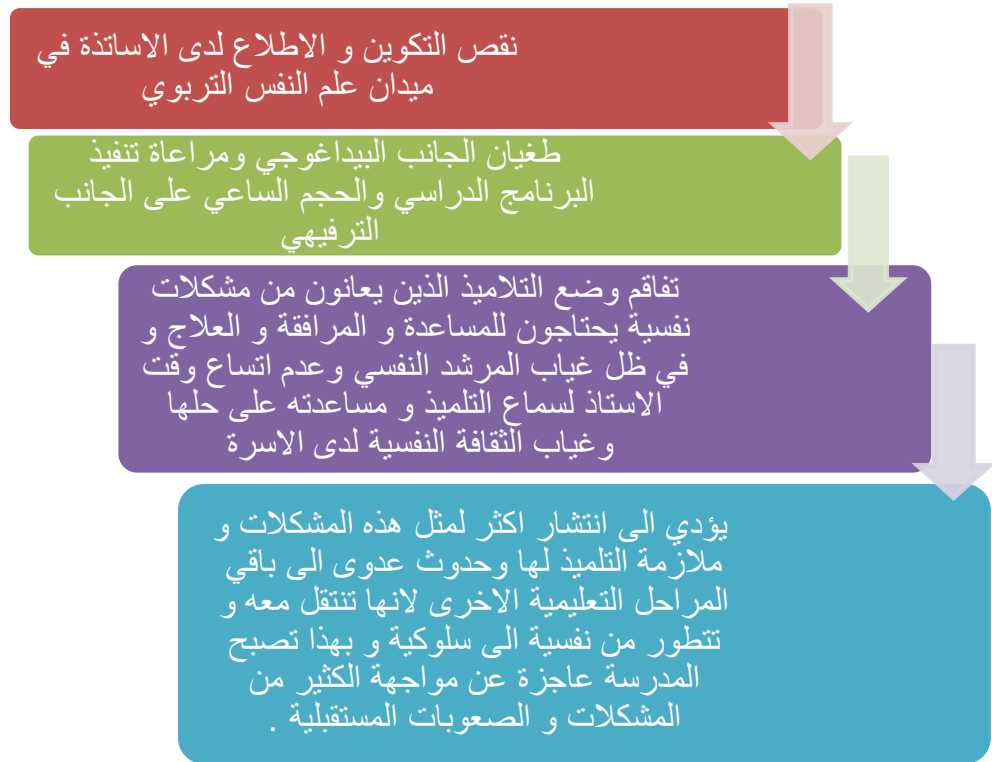 نقص التكوين و الاطلاع لدى الاساتذة في
ميدان علم النفس التربوي
طغيان الجانب البيداغوجي ومراعاة تنفيذ
البرنامج الدراسي والحجم الساعي على الجانب
الترفيهي
تفاقم وضع التلاميذ الذين يعانون من مشكلات
نفسية يحتاجون للمساعدة و المرافقة و العلاج و
في ظل غياب المرشد النفسي وعدم اتساع وقت
الاستاذ لسماع التلميذ و مساعدته على حلها
وغياب الثقافة النفسية لدى الاسرة
يؤدي الى انتشار اكثر لمثل هذه المشكلات و
ملازمة التلميذ لها وحدوث عدوى الى باقي
المراحل التعليمية الاخرى لانها تنتقل معه و
تتطور من نفسية الى سلوكية و بهذا تصبح
المدرسة عاجزة عن مواجهة الكثير من
المشكلات و الصعوبات المستقبلية .